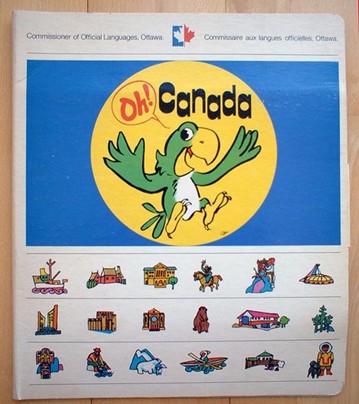 Commissioner of Official Languages, Ottawa.
Commissaire aux langues officielles, Ottawa.
Oh! Canada